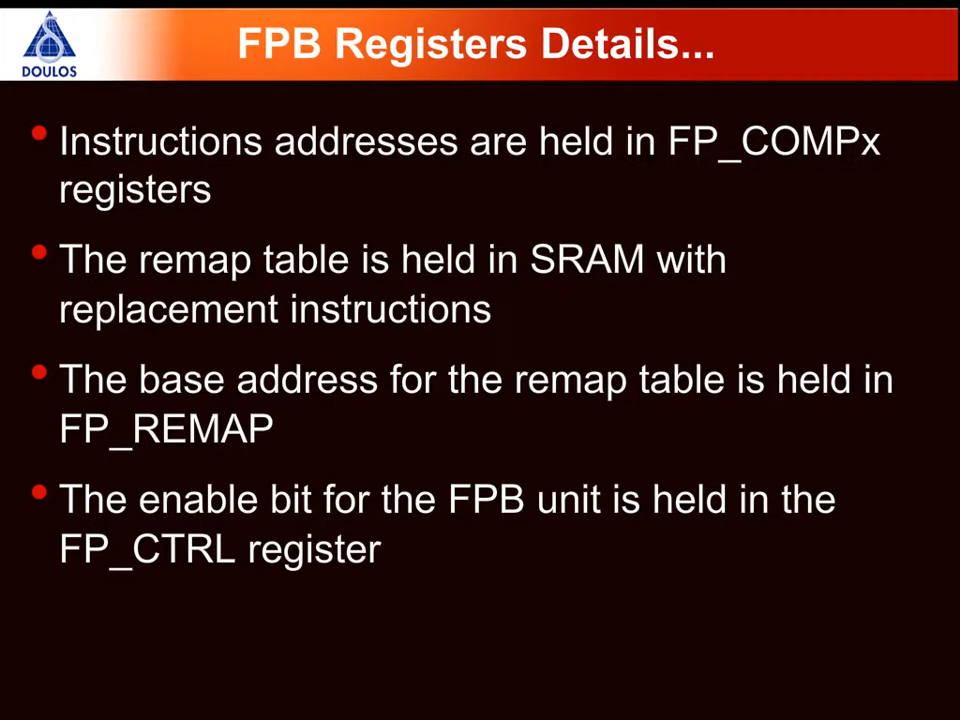 FPB Registers Details...
DOULOS
• Instructions addresses are held in FP_COMPx
registers
• The remap table is held in SRAM with
replacement instructions
• The base address for the remap table is held in
FP_REMAP
• The enable bit for the FPB unit is held in the
FP_CTRL register